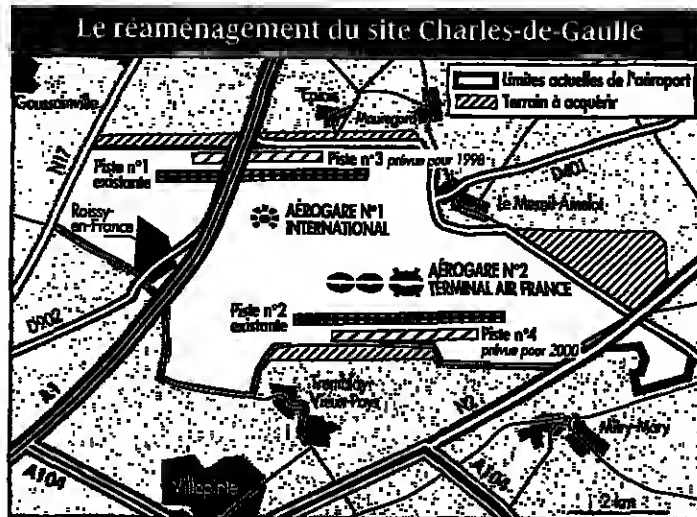 Le réaménagement du site Charles-de-Gaulle
Limites actuelles de l'aéroport
Terrain à acquérir
Goussainville
N17
Mauregard
Piste n°1
existante
Piste n°3 prévue pour 1998
D401
Roissy-
en-France
AÉROGARE N°1
INTERNATIONAL
Le Mesnil-Amelot
AÉROGARE N°2
TERMINAL AIR FRANCE
D902
Piste n°2
existante
Piste n°4
prévue pour 2000
Tremblay-
Vieux-Pays
Mitry-Mory
A104
Villepinte
A104
2 km